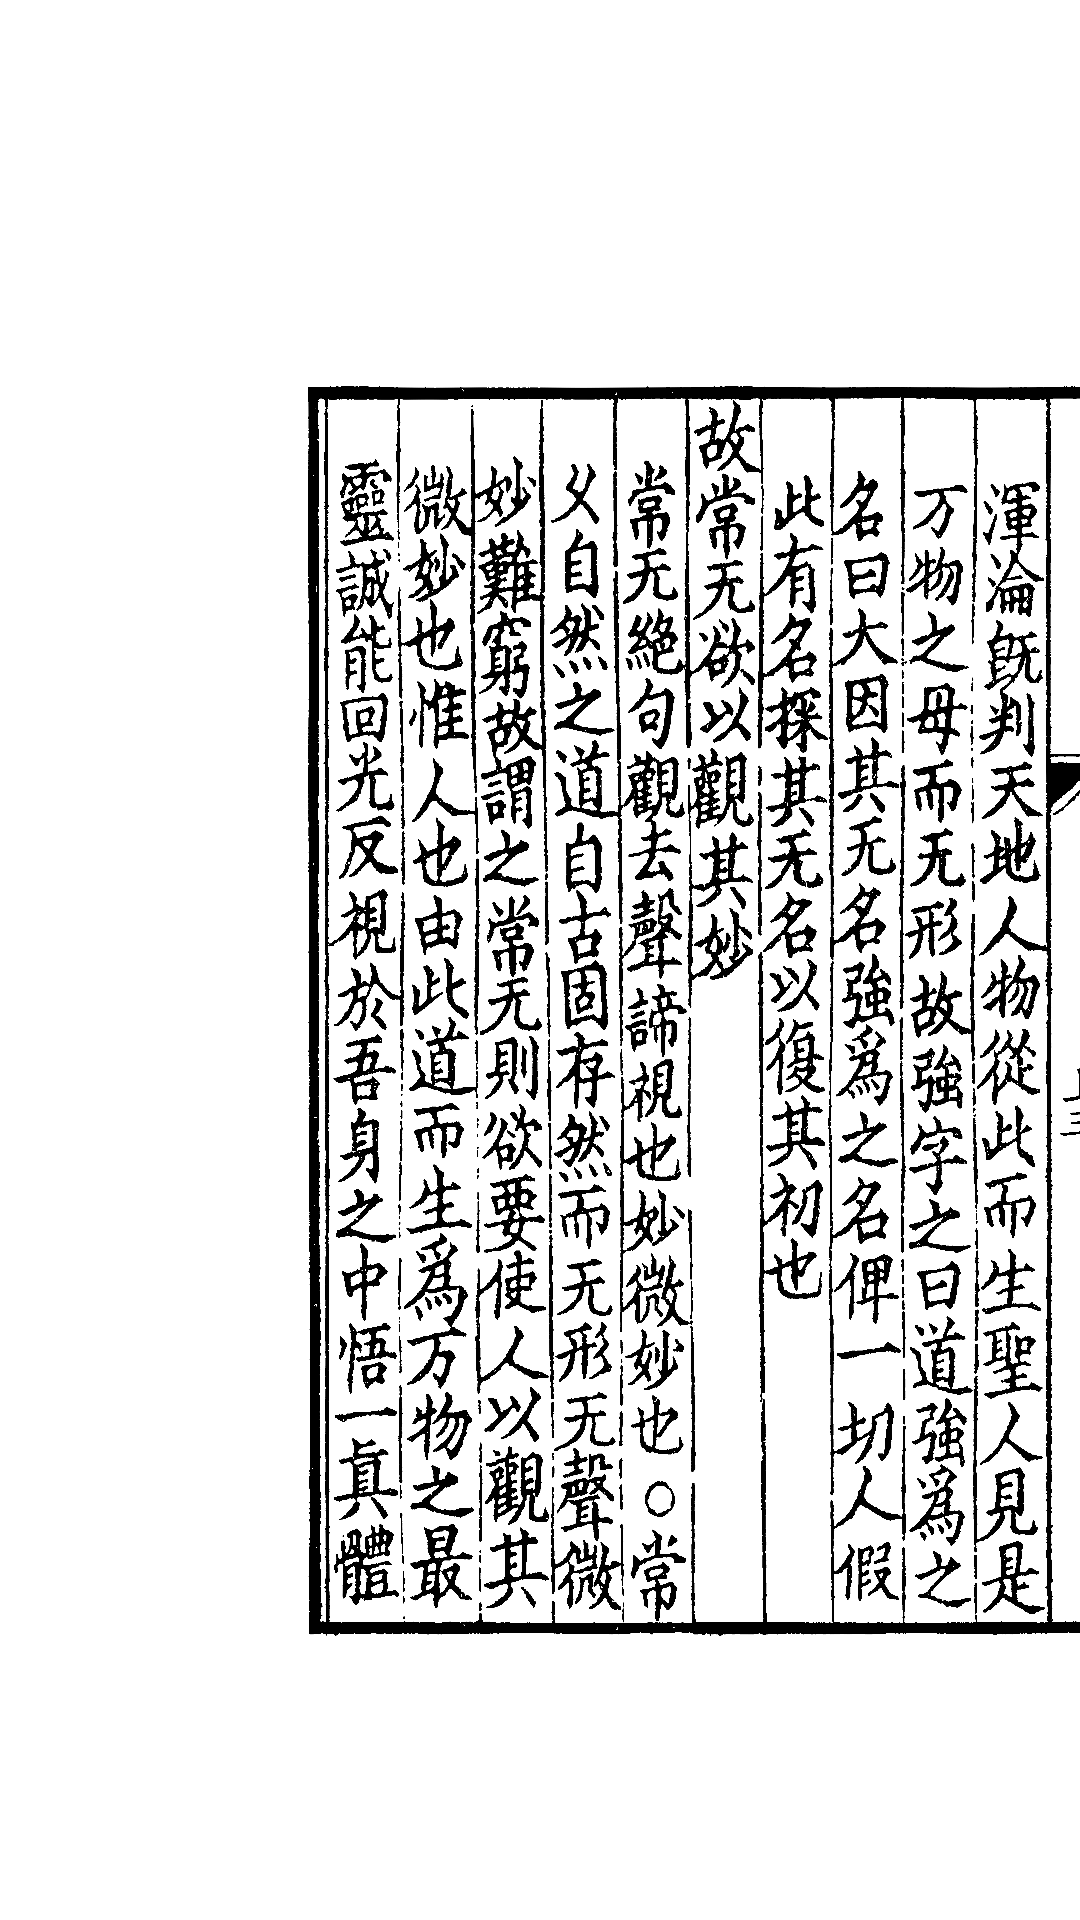 渾淪旣判天地人物從此而生聖人見是
万物之母而无形故強字之曰道強爲之
名曰大因其无名強爲之名俾一切人假
此有名探其无名以復其初也
故常无欲以觀其妙
常无絕句觀去聲諦視也妙微妙也○常
乆自然之道自古固存然而无形无聲微
妙難窮故謂之常无則欲要使人以觀其
微妙也惟人也由此道而生爲万物之最
靈誠能回光反視於吾身之中悟一眞體